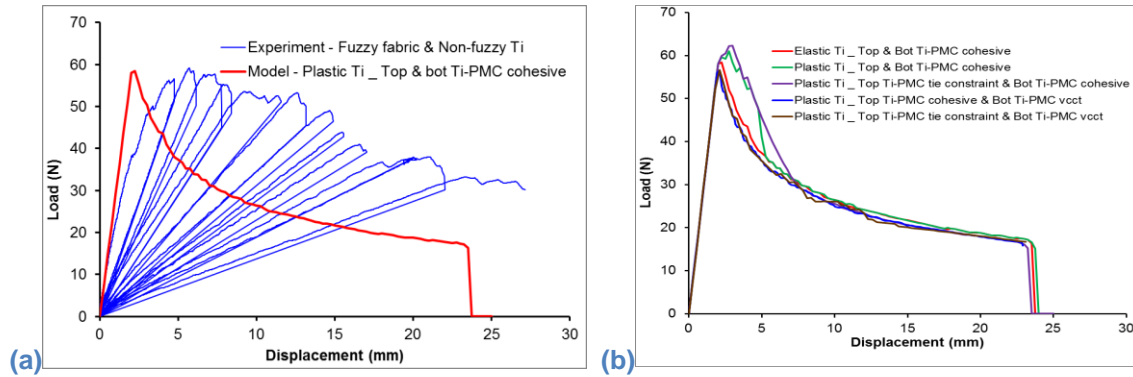 70
60
50
40
30
20
10
0
Load (N)
Experiment - Fuzzy fabric & Non-fuzzy Ti
Model - Plastic Ti _ Top & bot Ti-PMC cohesive
0 5 10 15 20 25 30
Displacement (mm)
(a)
70
60
50
40
30
20
10
0
Load (N)
Elastic Ti _ Top & Bot Ti-PMC cohesive
Plastic Ti _ Top & Bot Ti-PMC cohesive
Plastic Ti _ Top Ti-PMC tie constraint & Bot Ti-PMC cohesive
Plastic Ti _ Top Ti-PMC cohesive & Bot Ti-PMC vcct
Plastic Ti _ Top Ti-PMC tie constraint & Bot Ti-PMC vcct
0 5 10 15 20 25 30
Displacement (mm)
(b)